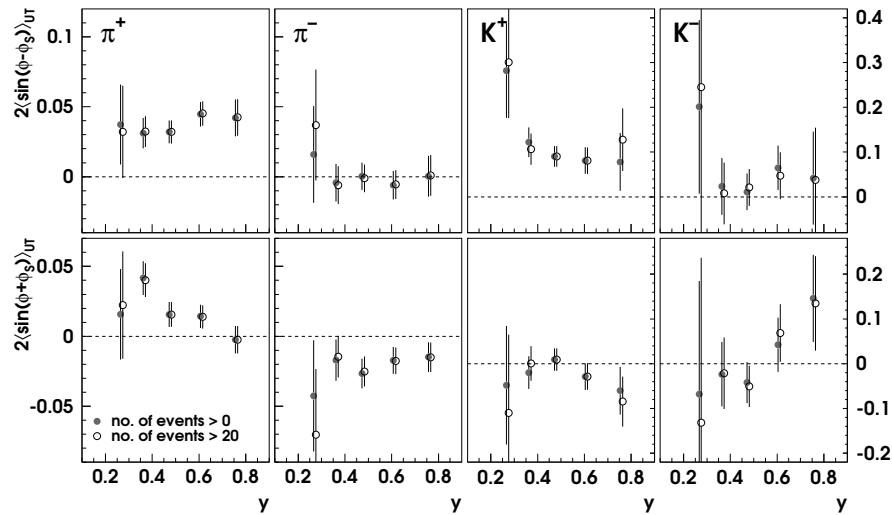 π+ π− K+ K−
2⟨sin(ϕ-ϕS)⟩UT
0.1
0.05
0
0.4
0.3
0.2
0.1
0
2⟨sin(ϕ+ϕS)⟩UT
0.05
0
-0.05
no. of events > 0
no. of events > 20
0.2
0.1
0
-0.1
-0.2
0.2 0.4 0.6 0.8 0.2 0.4 0.6 0.8 0.2 0.4 0.6 0.8 0.2 0.4 0.6 0.8
y y y y